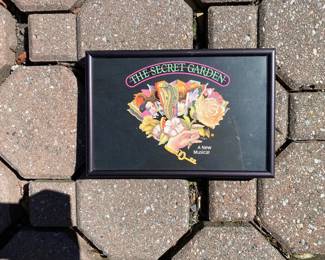 THE SECRET GARDEN
A New
Musical